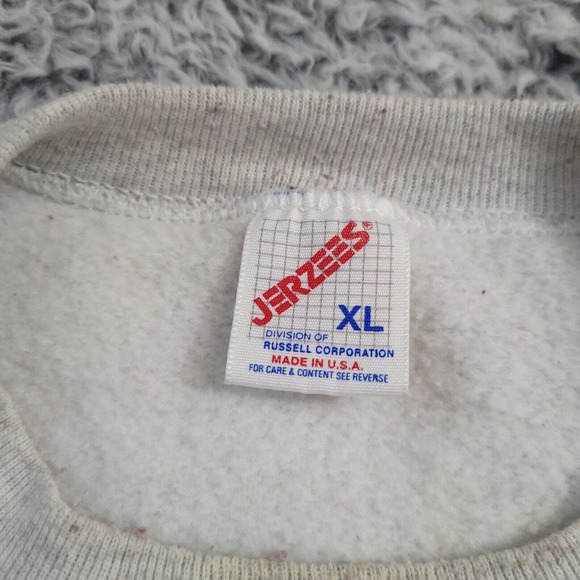 JERZEES®
XL
DIVISION OF
RUSSELL CORPORATION
MADE IN U.S.A.
FOR CARE & CONTENT SEE REVERSE